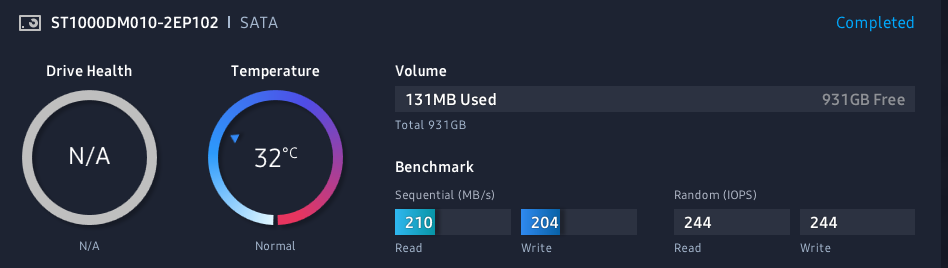 ST1000DM010-2EP102 | SATA
Completed
Drive Health
N/A
N/A
Temperature
32°C
Normal
Volume
131MB Used
931GB Free
Total 931GB
Benchmark
Sequential (MB/s)
210
Read
204
Write
Random (IOPS)
244
Read
244
Write